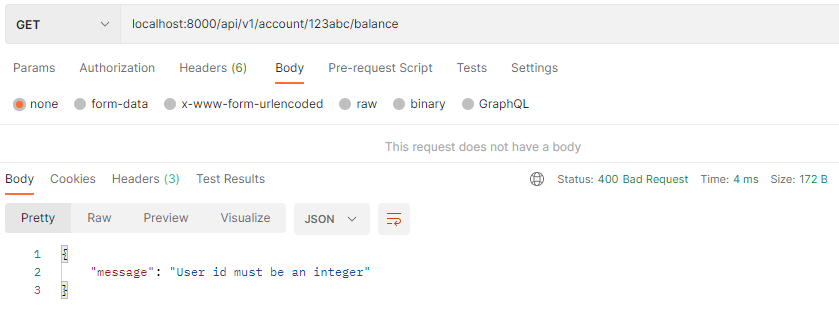 GET localhost:8000/api/v1/account/123abc/balance
Params Authorization Headers (6) Body Pre-request Script Tests Settings
none form-data x-www-form-urlencoded raw binary GraphQL
This request does not have a body
Body Cookies Headers (3) Test Results Status: 400 Bad Request Time: 4 ms Size: 172 B
Pretty Raw Preview Visualize JSON
1 {
2 "message": "User id must be an integer"
3 }